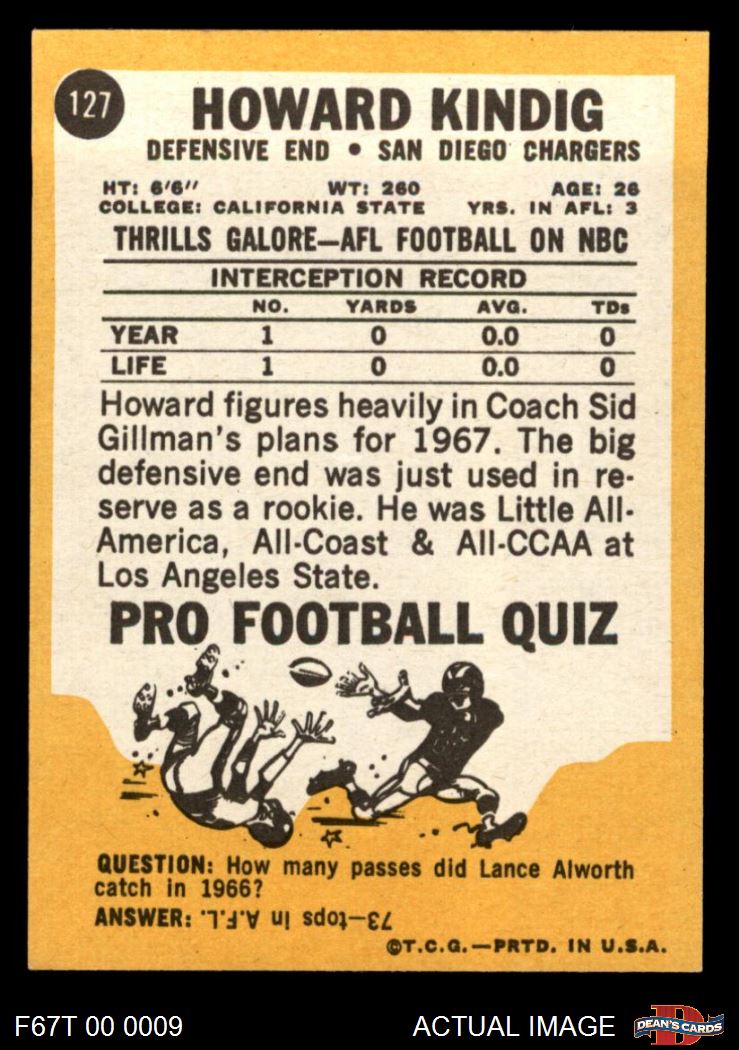 127
HOWARD KINDIG
DEFENSIVE END • SAN DIEGO CHARGERS
HT: 6'6" WT: 260 AGE: 26
COLLEGE: CALIFORNIA STATE YRS. IN AFL: 3
THRILLS GALORE—AFL FOOTBALL ON NBC
INTERCEPTION RECORD
NO. YARDS AVG. TDs
YEAR 1 0 0.0 0
LIFE 1 0 0.0 0
Howard figures heavily in Coach Sid
Gillman's plans for 1967. The big
defensive end was just used in re-
serve as a rookie. He was Little All-
America, All-Coast & All-CCAA at
Los Angeles State.
PRO FOOTBALL QUIZ
QUESTION: How many passes did Lance Alworth
catch in 1966?
ANSWER: 73—tops in A.F.L.
©T.C.G.—PRTD. IN U.S.A.
F67T 00 0009 ACTUAL IMAGE D DEAN'S CARDS